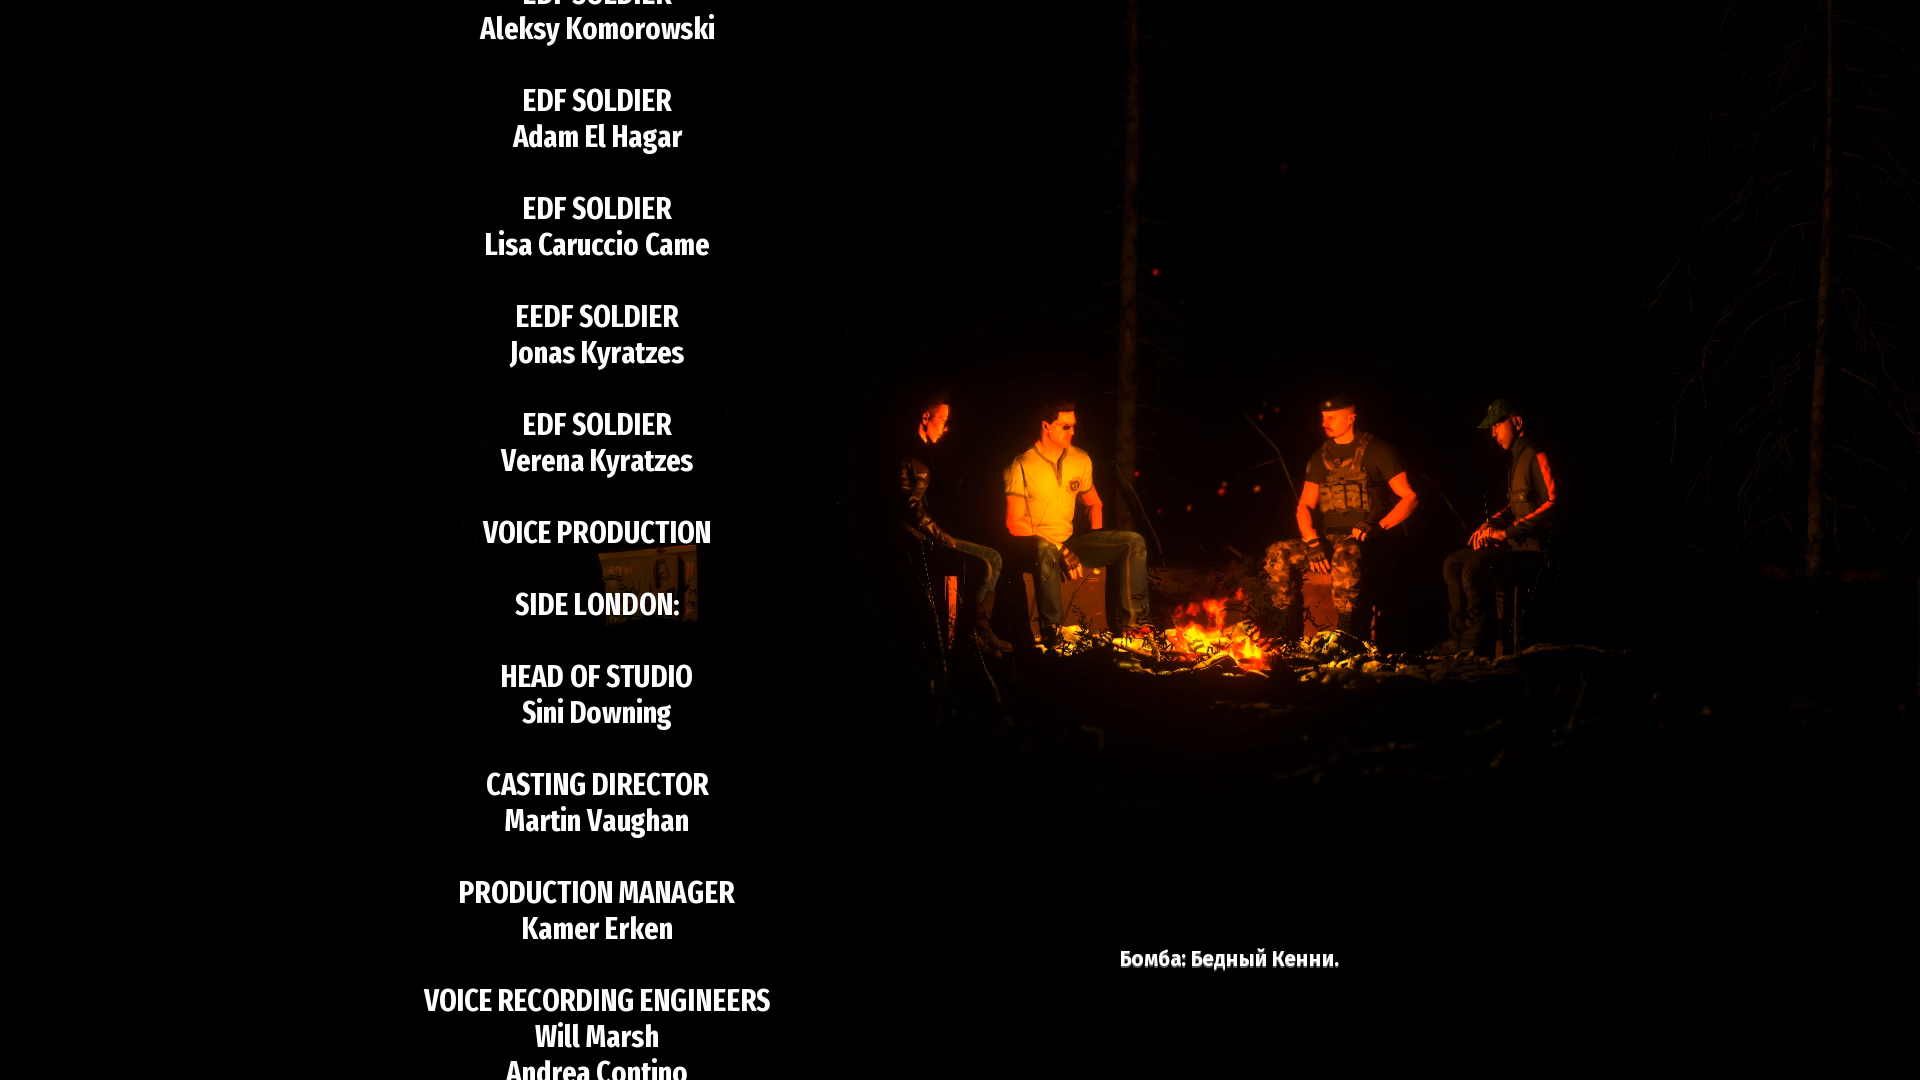 EDF SOLDIER
Aleksy Komorowski
EDF SOLDIER
Adam El Hagar
EDF SOLDIER
Lisa Caruccio Came
EEDF SOLDIER
Jonas Kyratzes
EDF SOLDIER
Verena Kyratzes
VOICE PRODUCTION
SIDE LONDON:
HEAD OF STUDIO
Sini Downing
CASTING DIRECTOR
Martin Vaughan
PRODUCTION MANAGER
Kamer Erken
VOICE RECORDING ENGINEERS
Will Marsh
Andrea Contino
Бомба: Бедный Кенни.